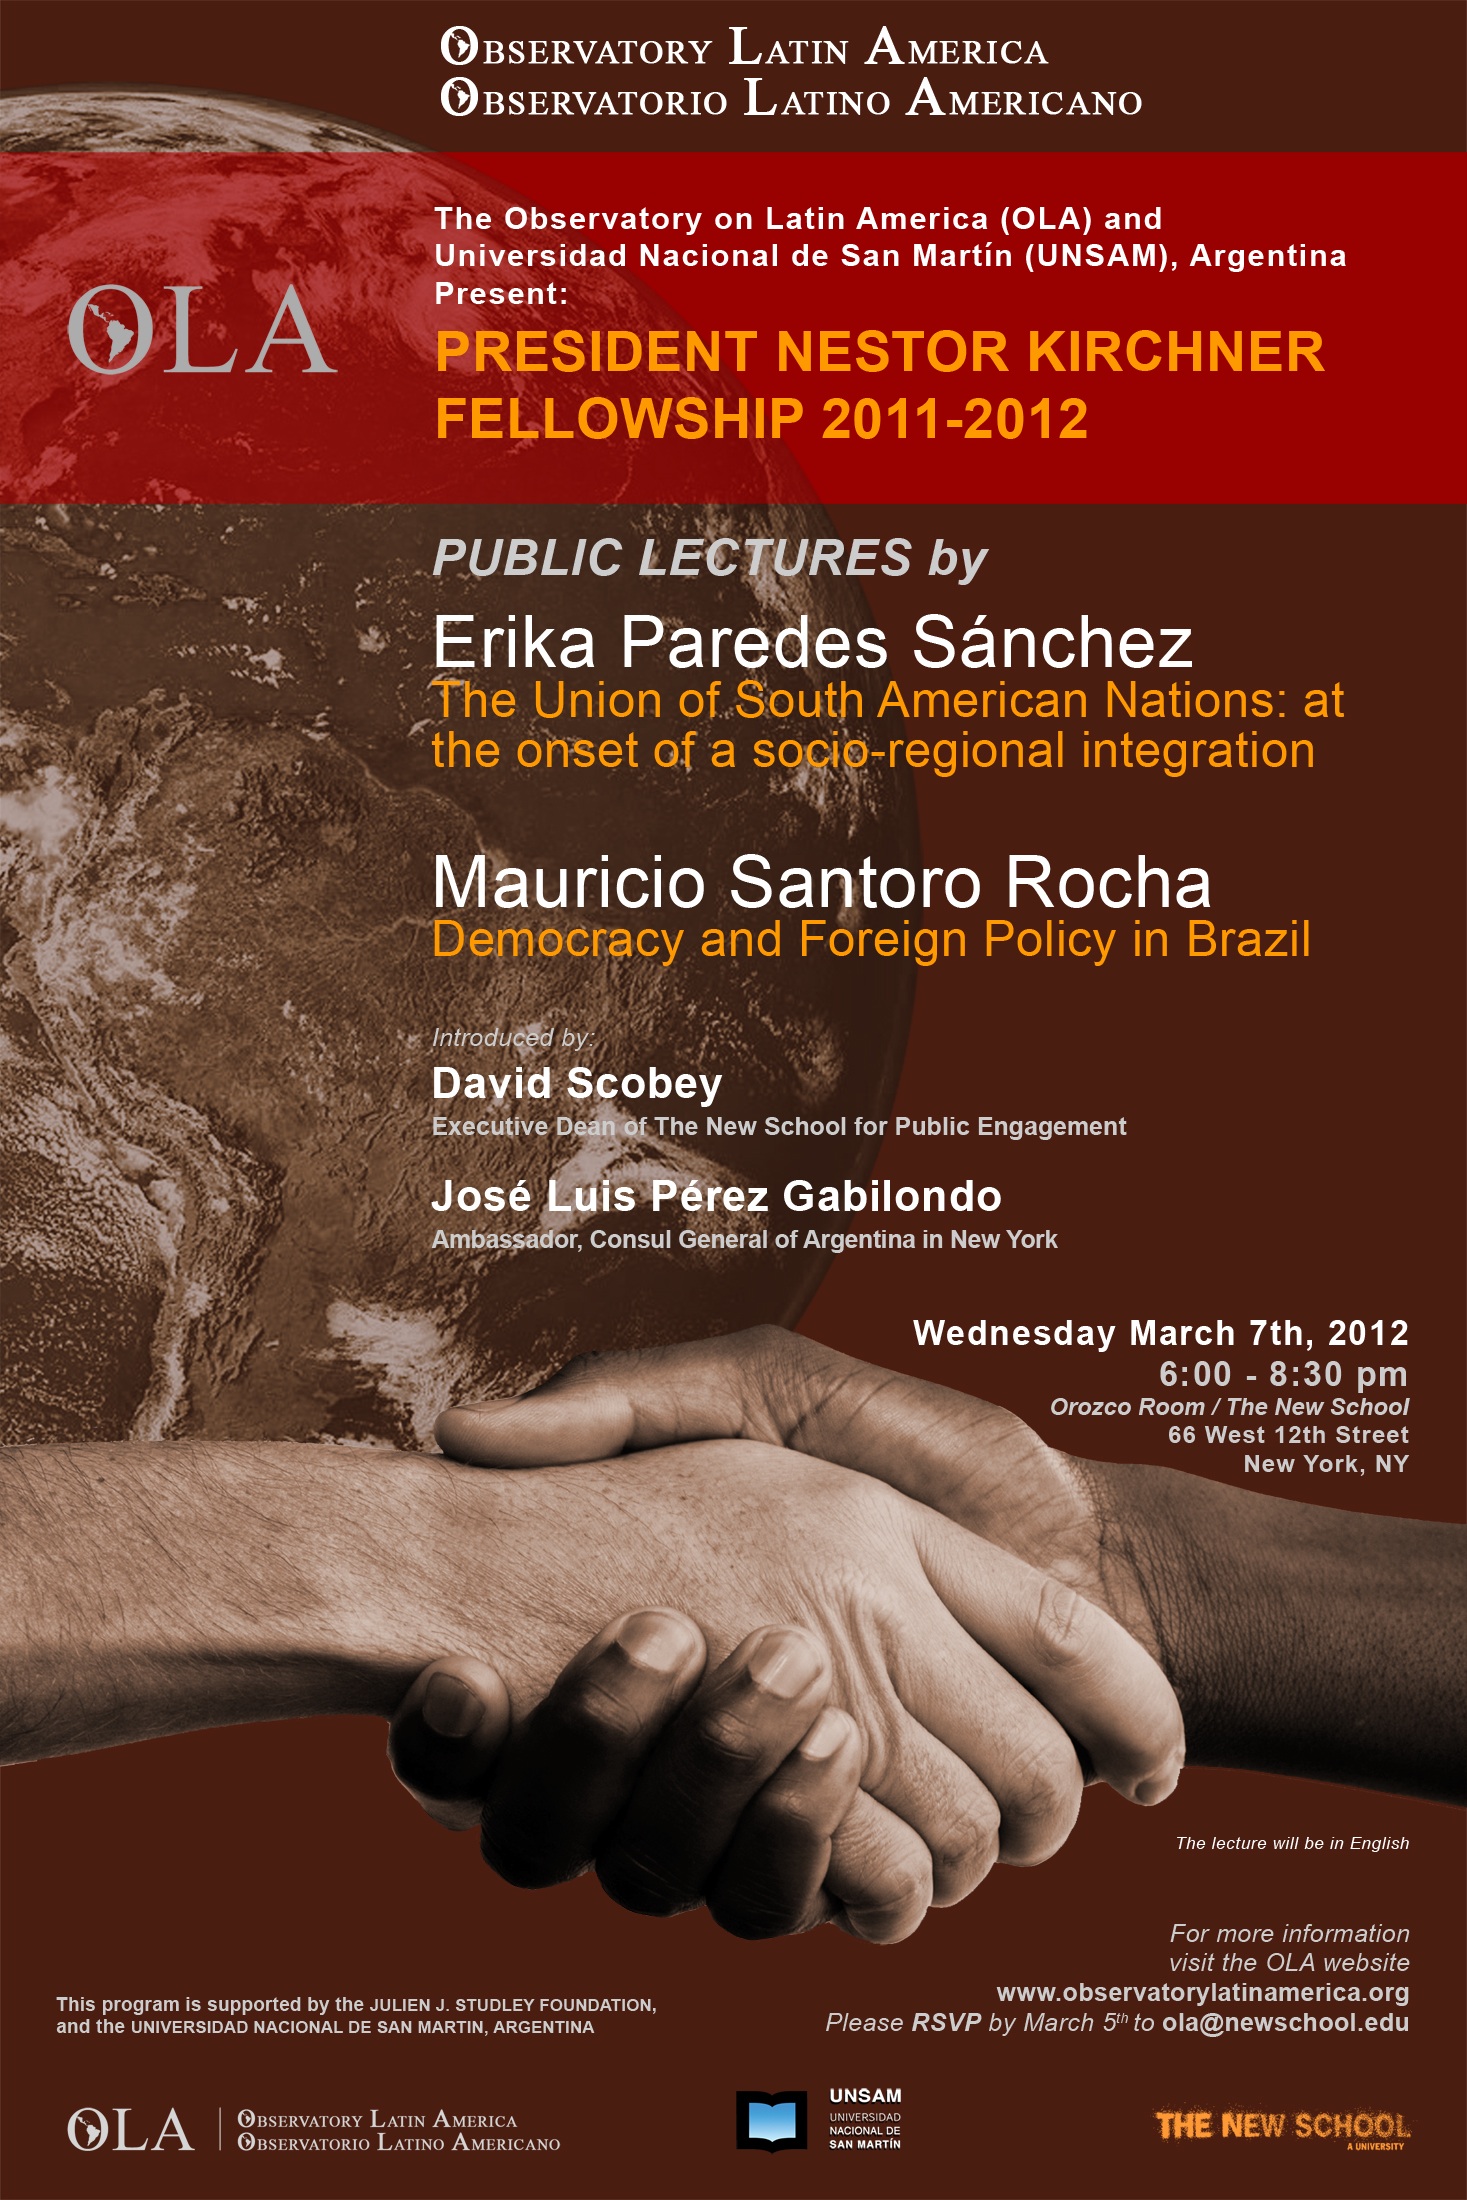 OBSERVATORY LATIN AMERICA
OBSERVATORIO LATINO AMERICANO
OLA
The Observatory on Latin America (OLA) and
Universidad Nacional de San Martín (UNSAM), Argentina
Present:
PRESIDENT NESTOR KIRCHNER
FELLOWSHIP 2011-2012
PUBLIC LECTURES by
Erika Paredes Sánchez
The Union of South American Nations: at
the onset of a socio-regional integration
Mauricio Santoro Rocha
Democracy and Foreign Policy in Brazil
Introduced by:
David Scobey
Executive Dean of The New School for Public Engagement
José Luis Pérez Gabilondo
Ambassador, Consul General of Argentina in New York
Wednesday March 7th, 2012
6:00 - 8:30 pm
Orozco Room / The New School
66 West 12th Street
New York, NY
The lecture will be in English
For more information
visit the OLA website
www.observatorylatinamerica.org
Please RSVP by March 5th to ola@newschool.edu
This program is supported by the JULIEN J. STUDLEY FOUNDATION,
and the UNIVERSIDAD NACIONAL DE SAN MARTIN, ARGENTINA
OLA
OBSERVATORY LATIN AMERICA
OBSERVATORIO LATINO AMERICANO
UNSAM
UNIVERSIDAD
NACIONAL DE
SAN MARTÍN
THE NEW SCHOOL
A UNIVERSITY